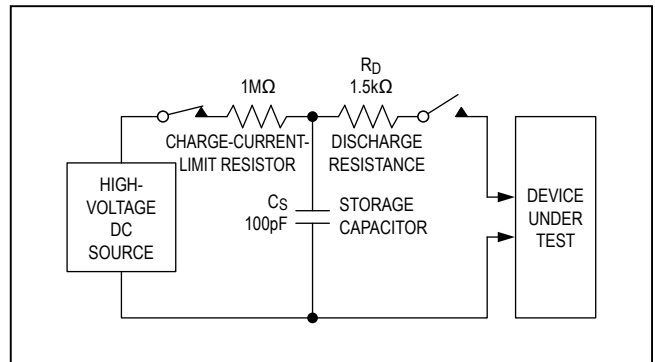 RD
1MΩ
1.5kΩ
CHARGE-CURRENT-
LIMIT RESISTOR
DISCHARGE
RESISTANCE
HIGH-
VOLTAGE
DC
SOURCE
CS
100pF
STORAGE
CAPACITOR
DEVICE
UNDER
TEST